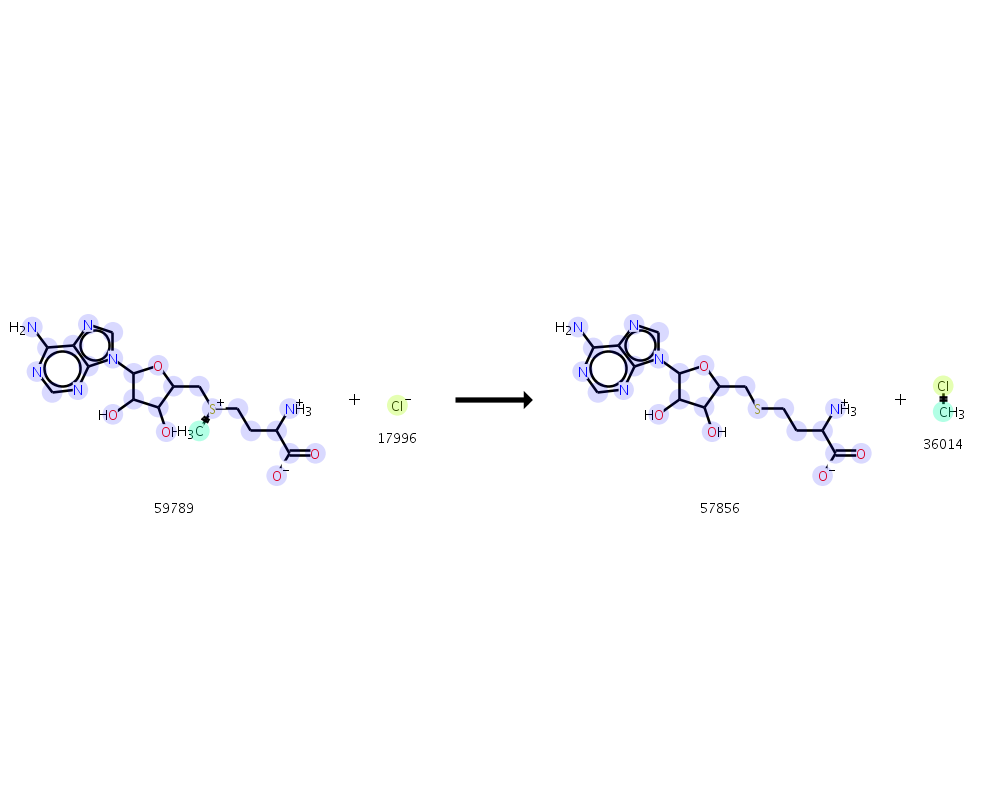 H₂N N N N N O HO OH H₃C S⁺ NH₃⁺ O O⁻ + Cl⁻ H₂N N N N N O HO OH S NH₃⁺ O O⁻ + Cl CH₃
59789
17996
57856
36014